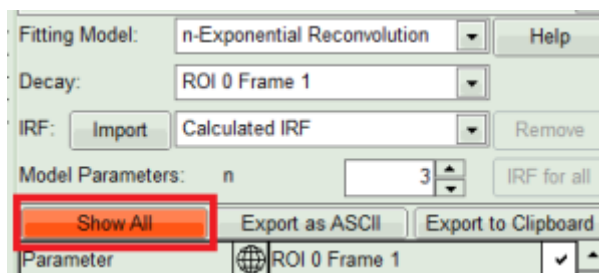 Fitting Model: n-Exponential Reconvolution Help
Decay: ROI 0 Frame 1
IRF: Import Calculated IRF Remove
Model Parameters: n 3 IRF for all
Show All Export as ASCII Export to Clipboard
Parameter ROI 0 Frame 1